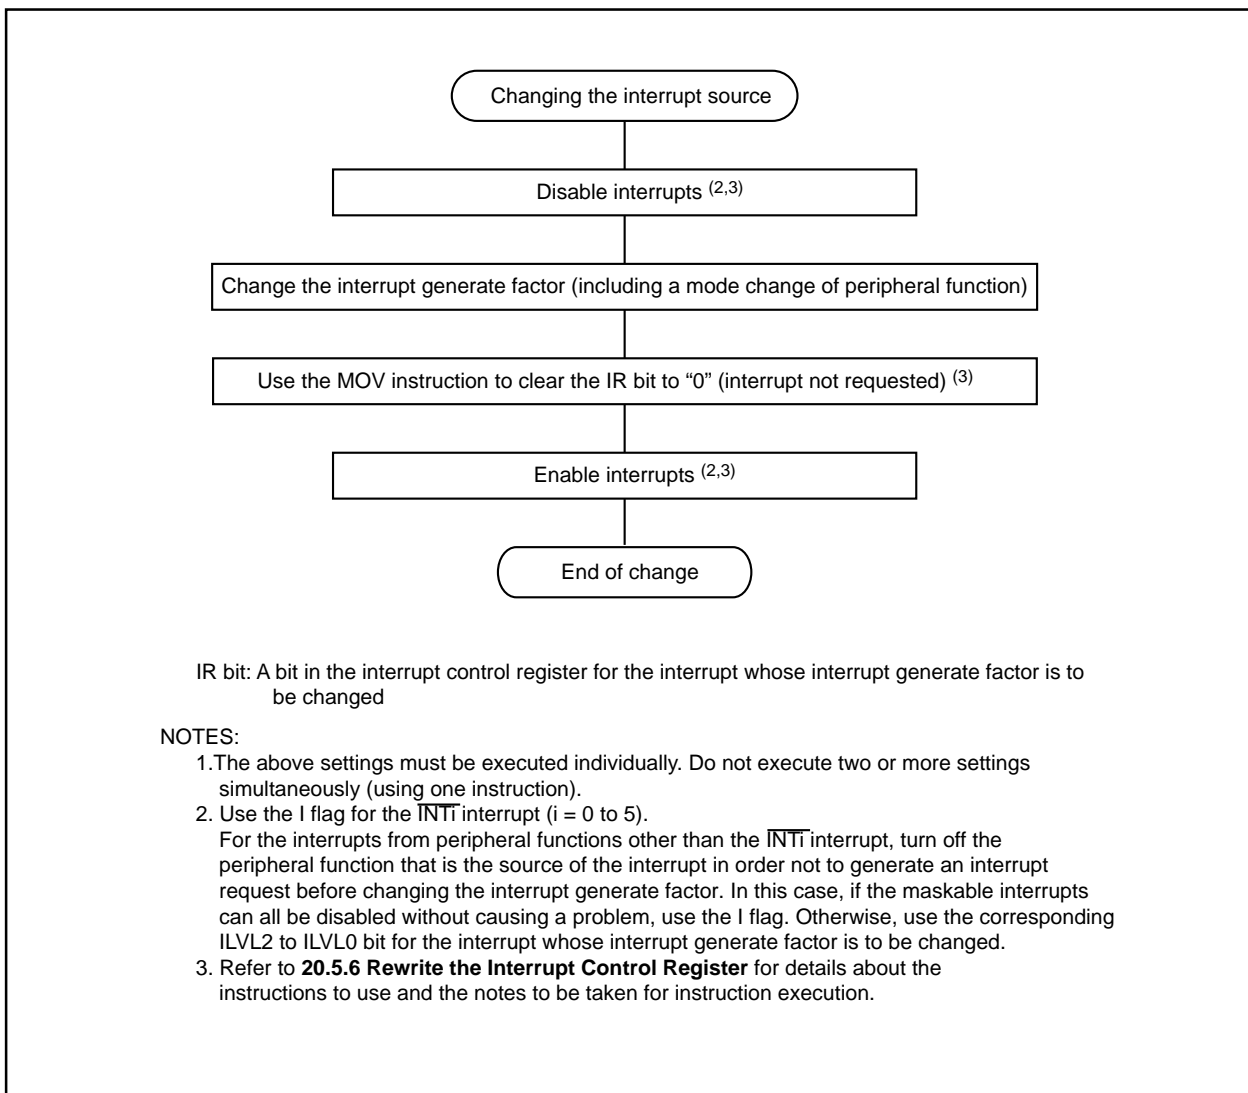 Changing the interrupt source
Disable interrupts (2,3)
Change the interrupt generate factor (including a mode change of peripheral function)
Use the MOV instruction to clear the IR bit to “0” (interrupt not requested) (3)
Enable interrupts (2,3)
End of change
IR bit: A bit in the interrupt control register for the interrupt whose interrupt generate factor is to
be changed
NOTES:
1.The above settings must be executed individually. Do not execute two or more settings
simultaneously (using one instruction).
2. Use the I flag for the INTi interrupt (i = 0 to 5).
For the interrupts from peripheral functions other than the INTi interrupt, turn off the
peripheral function that is the source of the interrupt in order not to generate an interrupt
request before changing the interrupt generate factor. In this case, if the maskable interrupts
can all be disabled without causing a problem, use the I flag. Otherwise, use the corresponding
ILVL2 to ILVL0 bit for the interrupt whose interrupt generate factor is to be changed.
3. Refer to 20.5.6 Rewrite the Interrupt Control Register for details about the
instructions to use and the notes to be taken for instruction execution.